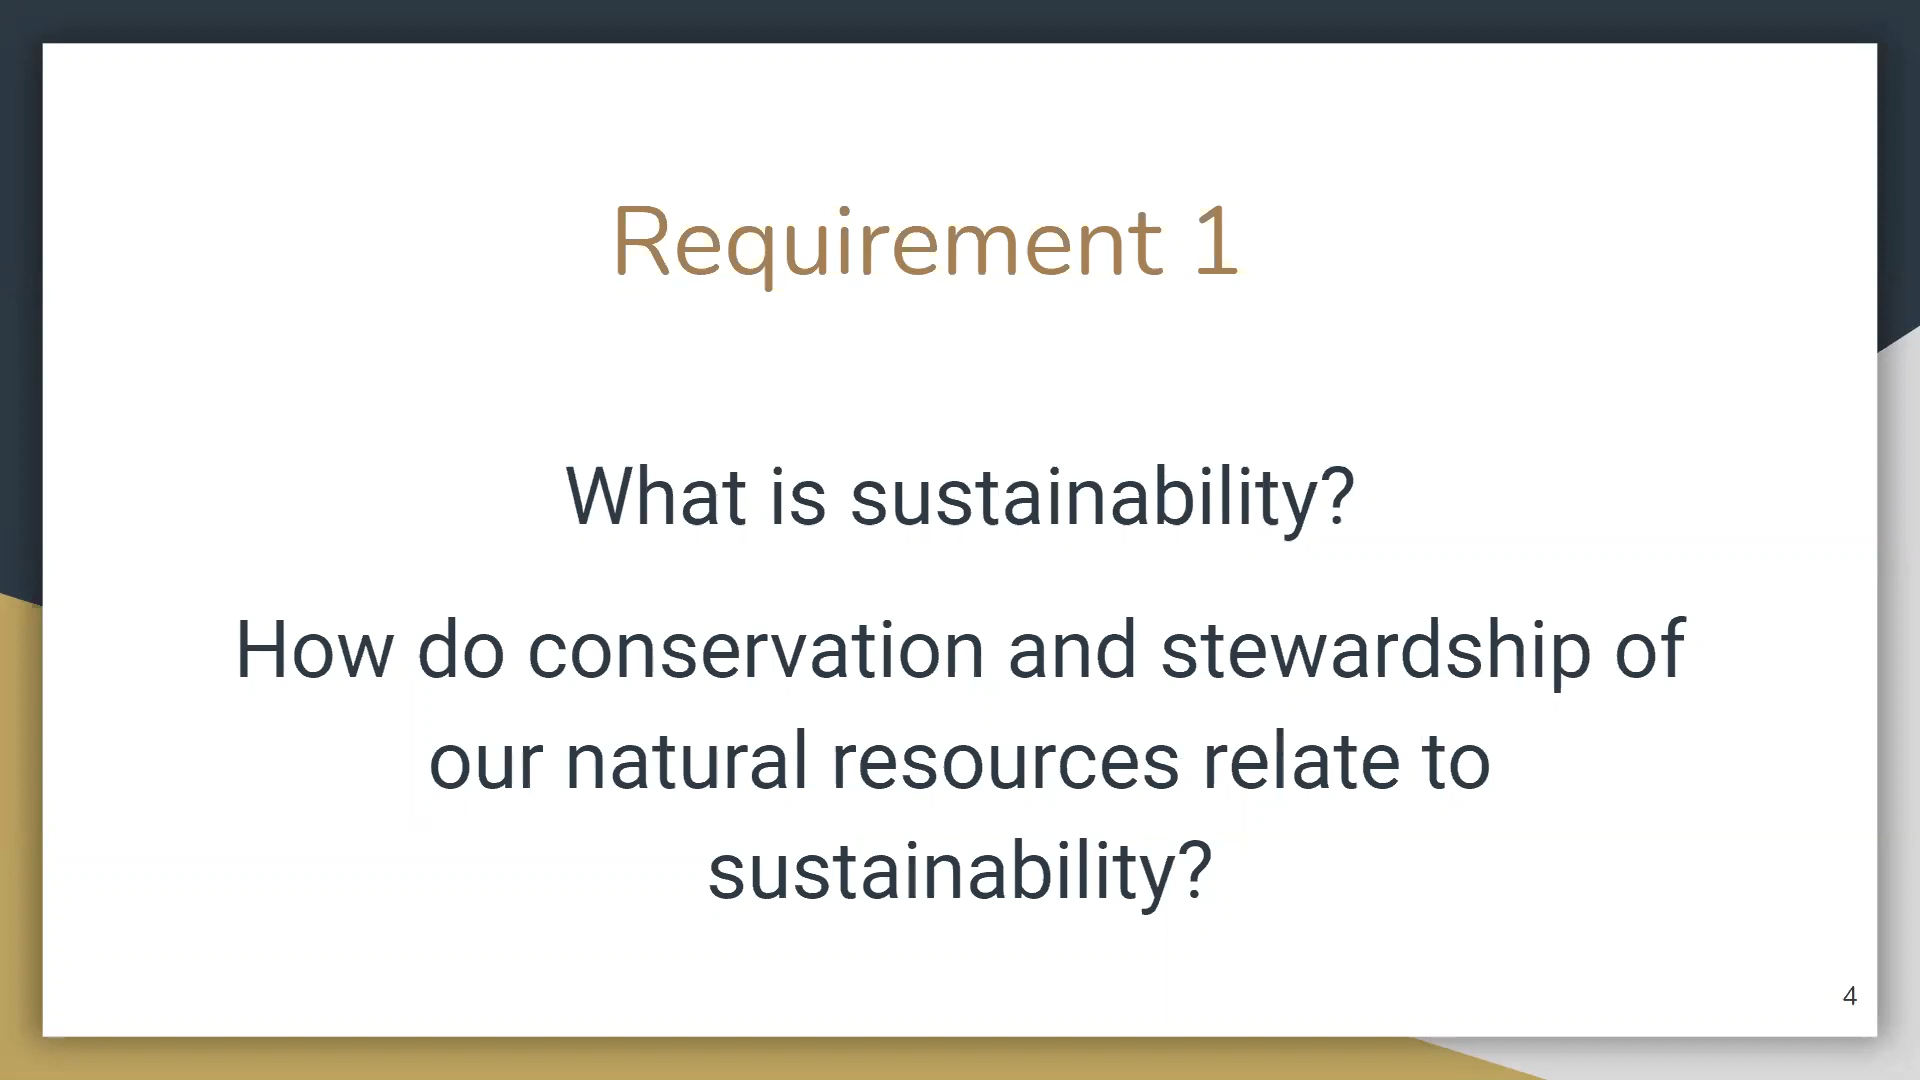 Requirement 1
What is sustainability?
How do conservation and stewardship of
our natural resources relate to
sustainability?
4